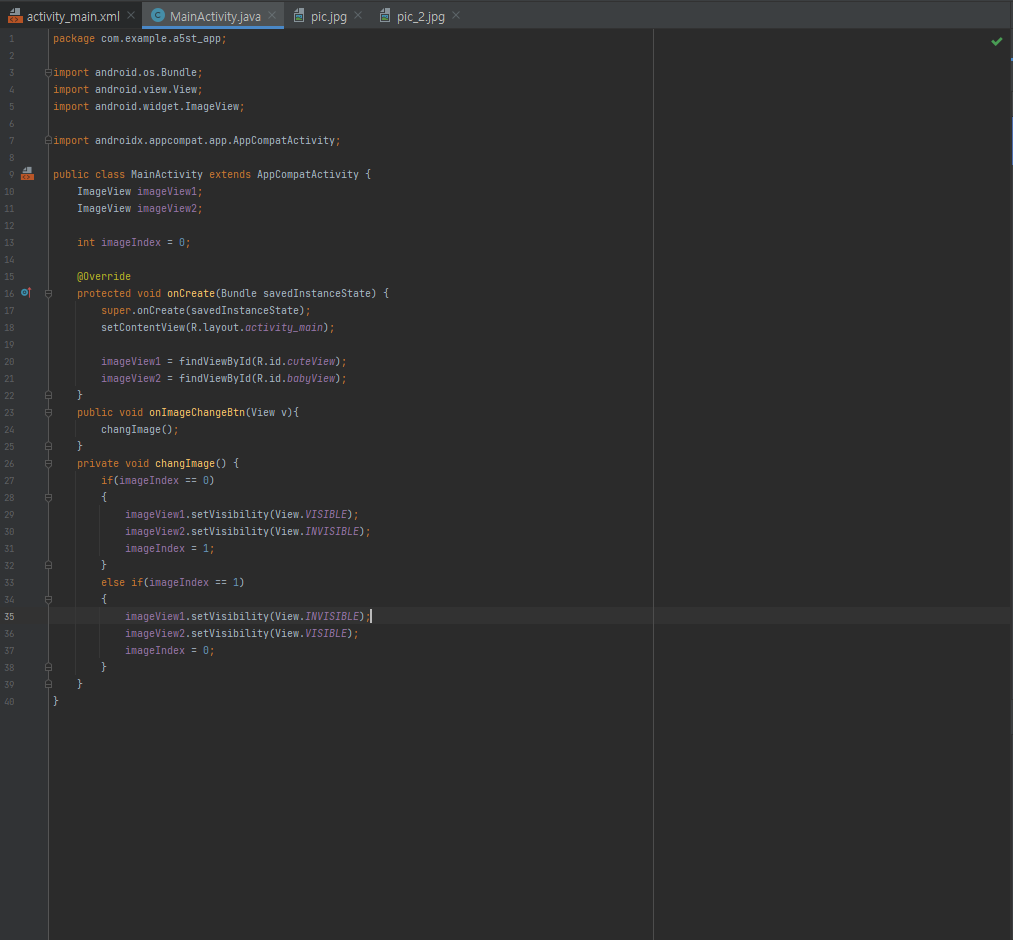 activity_main.xml MainActivity.java pic.jpg pic_2.jpg
1 package com.example.a5st_app;
2
3 import android.os.Bundle;
4 import android.view.View;
5 import android.widget.ImageView;
6
7 import androidx.appcompat.app.AppCompatActivity;
8
9 public class MainActivity extends AppCompatActivity {
10 ImageView imageView1;
11 ImageView imageView2;
12
13 int imageIndex = 0;
14
15 @Override
16 protected void onCreate(Bundle savedInstanceState) {
17 super.onCreate(savedInstanceState);
18 setContentView(R.layout.activity_main);
19
20 imageView1 = findViewById(R.id.cuteView);
21 imageView2 = findViewById(R.id.babyView);
22 }
23 public void onImageChangeBtn(View v){
24 changImage();
25 }
26 private void changImage() {
27 if(imageIndex == 0)
28 {
29 imageView1.setVisibility(View.VISIBLE);
30 imageView2.setVisibility(View.INVISIBLE);
31 imageIndex = 1;
32 }
33 else if(imageIndex == 1)
34 {
35 imageView1.setVisibility(View.INVISIBLE);
36 imageView2.setVisibility(View.VISIBLE);
37 imageIndex = 0;
38 }
39 }
40 }